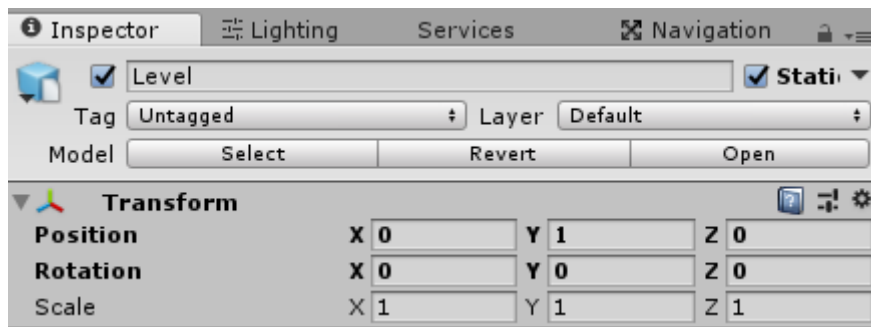 Inspector Lighting Services Navigation
Level Stati
Tag Untagged Layer Default
Model Select Revert Open
Transform
Position X 0 Y 1 Z 0
Rotation X 0 Y 0 Z 0
Scale X 1 Y 1 Z 1